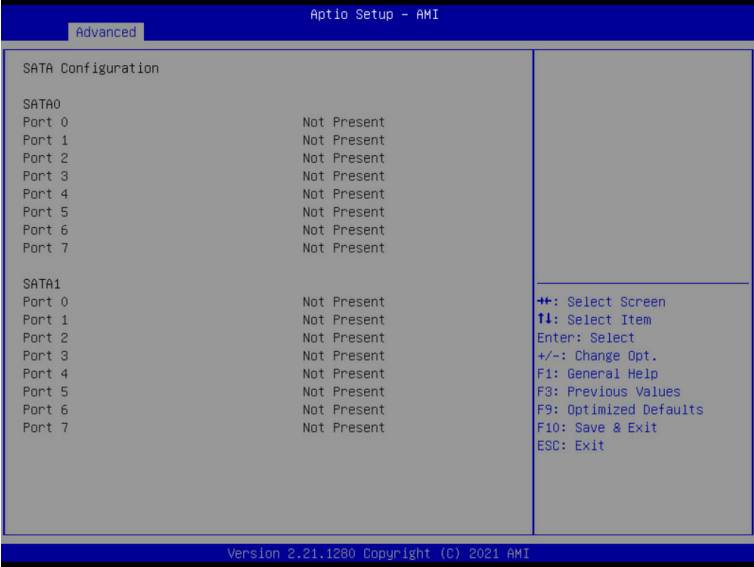 Aptio Setup - AMI
Advanced
SATA Configuration
SATA0
Port 0 Not Present
Port 1 Not Present
Port 2 Not Present
Port 3 Not Present
Port 4 Not Present
Port 5 Not Present
Port 6 Not Present
Port 7 Not Present
SATA1
Port 0 Not Present
Port 1 Not Present
Port 2 Not Present
Port 3 Not Present
Port 4 Not Present
Port 5 Not Present
Port 6 Not Present
Port 7 Not Present
→←: Select Screen
↑↓: Select Item
Enter: Select
+/-: Change Opt.
F1: General Help
F3: Previous Values
F9: Optimized Defaults
F10: Save & Exit
ESC: Exit
Version 2.21.1280 Copyright (C) 2021 AMI